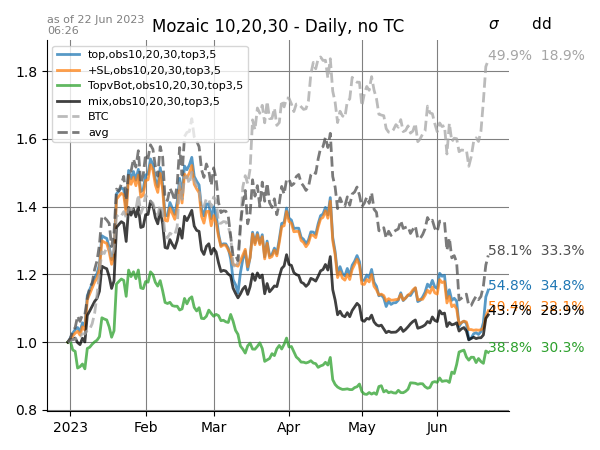 as of 22 Jun 2023
06:26
Mozaic 10,20,30 - Daily, no TC
σ dd
top,obs10,20,30,top3,5
+SL,obs10,20,30,top3,5
TopvBot,obs10,20,30,top3,5
mix,obs10,20,30,top3,5
BTC
avg
49.9% 18.9%
58.1% 33.3%
54.8% 34.8%
43.7% 28.9%
38.8% 30.3%
1.8
1.6
1.4
1.2
1.0
0.8
2023 Feb Mar Apr May Jun